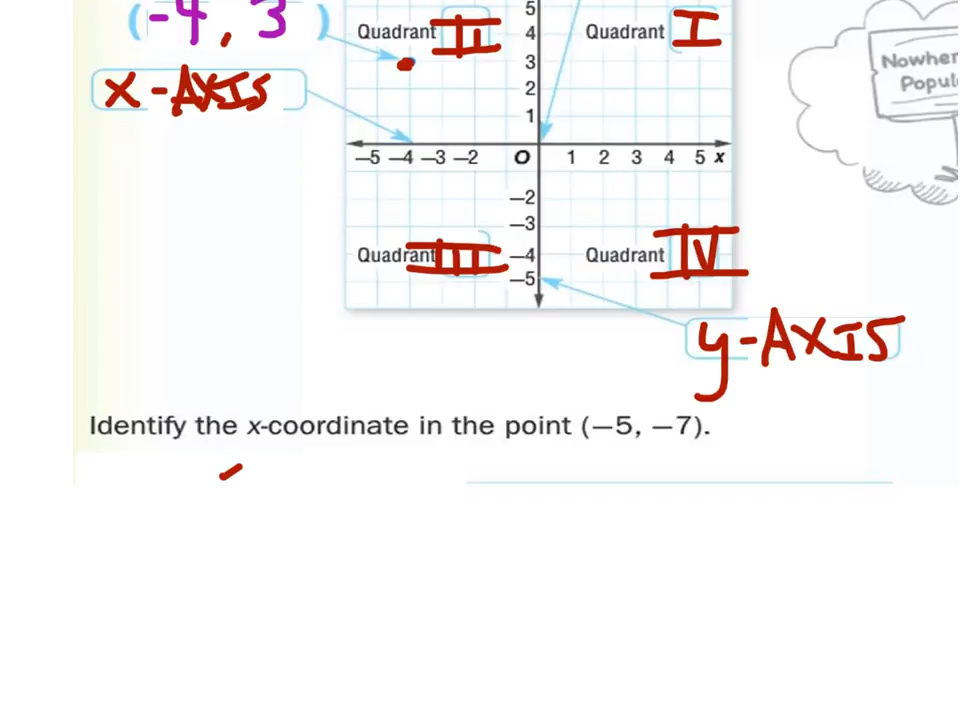 (-4, 3)
Quadrant II
Quadrant I
5
4
3
2
1
x-AXIS
–5 –4 –3 –2 O 1 2 3 4 5 x
–2
–3
–4
–5
Quadrant III
Quadrant IV
y-AXIS
Identify the x-coordinate in the point (–5, –7).